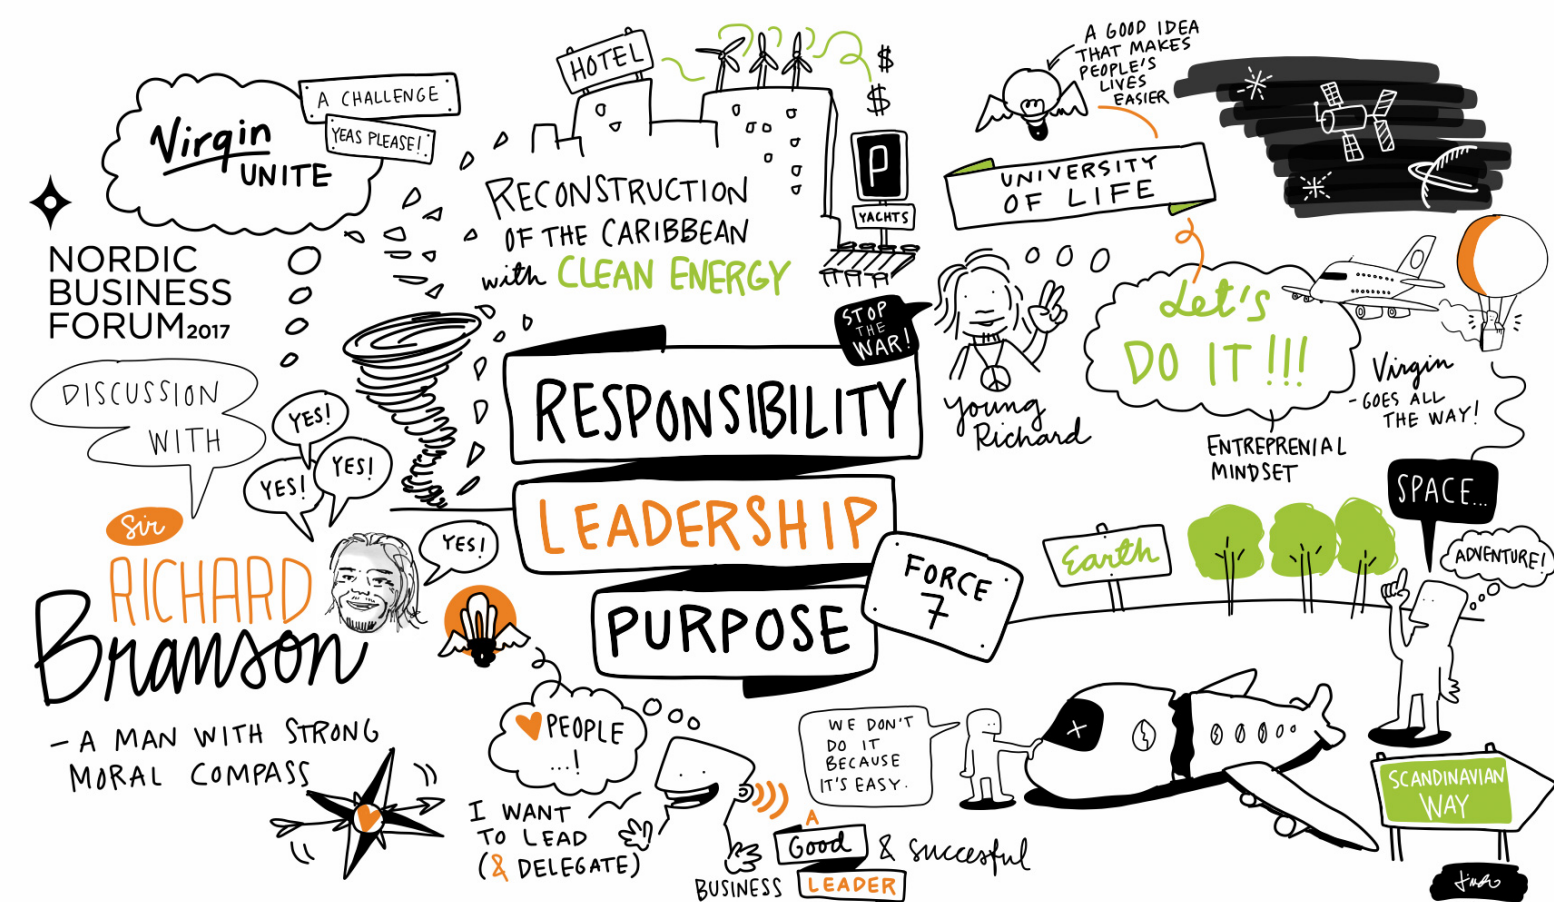 Virgin
UNITE
A CHALLENGE
YEAS PLEASE!
NORDIC
BUSINESS
FORUM2017
DISCUSSION
WITH
Sir
RICHARD
Branson
- A MAN WITH STRONG
MORAL COMPASS
YES!
YES!
YES!
YES!
HOTEL
$
$
P
YACHTS
RECONSTRUCTION
OF THE CARIBBEAN
with CLEAN ENERGY
RESPONSIBILITY
LEADERSHIP
PURPOSE
FORCE
7
STOP
THE
WAR!
Young
Richard
A GOOD IDEA
THAT MAKES
PEOPLE'S
LIVES
EASIER
UNIVERSITY
OF LIFE
Let's
DO IT!!!
ENTREPRENIAL
MINDSET
Virgin
- GOES ALL
THE WAY!
SPACE...
ADVENTURE!
Earth
♥ PEOPLE
...!
I WANT
TO LEAD
(& DELEGATE)
WE DON'T
DO IT
BECAUSE
IT'S EASY.
A
Good & succesful
BUSINESS LEADER
SCANDINAVIAN
WAY